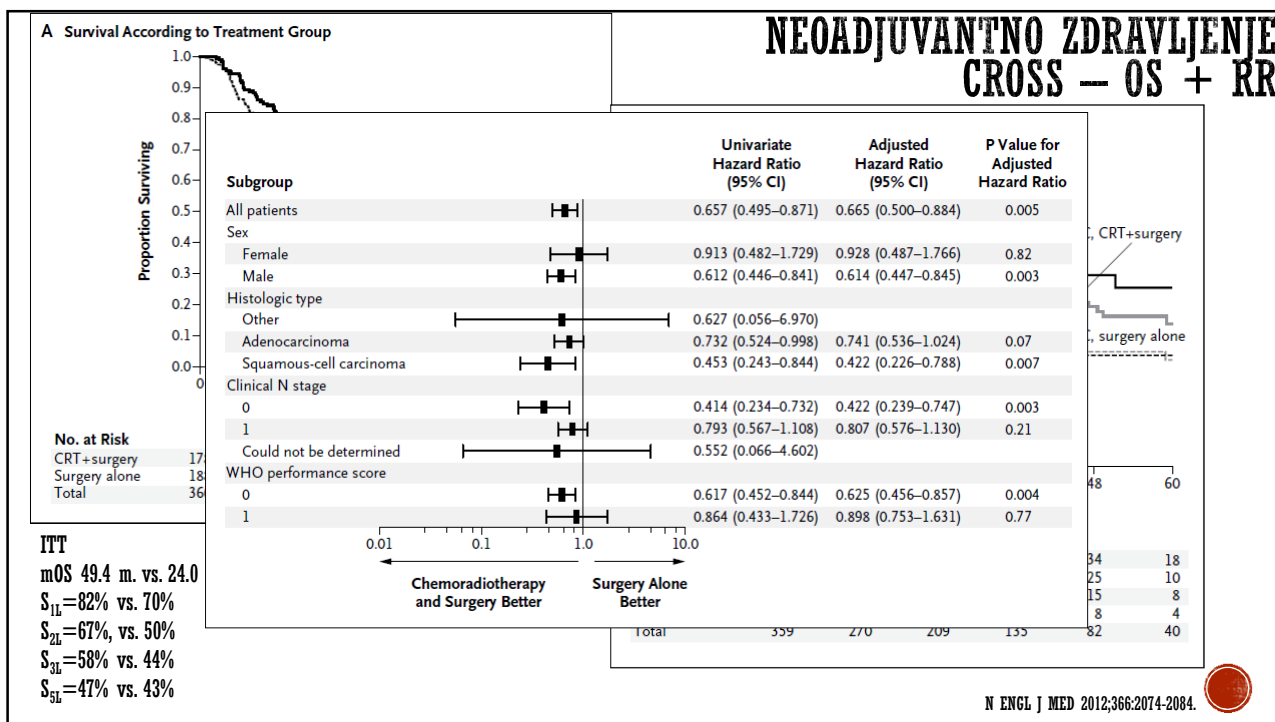 NEOADJUVANTNO ZDRAVLJENJE
CROSS – OS + RR
A Survival According to Treatment Group
Proportion Surviving
1.0
0.9
0.8
0.7
0.6
0.5
0.4
0.3
0.2
0.1
0.0
0
No. at Risk
CRT+surgery
Surgery alone
Total
Subgroup Univariate Hazard Ratio (95% CI) Adjusted Hazard Ratio (95% CI) P Value for Adjusted Hazard Ratio
All patients 0.657 (0.495–0.871) 0.665 (0.500–0.884) 0.005
Sex
Female 0.913 (0.482–1.729) 0.928 (0.487–1.766) 0.82
Male 0.612 (0.446–0.841) 0.614 (0.447–0.845) 0.003
Histologic type
Other 0.627 (0.056–6.970)
Adenocarcinoma 0.732 (0.524–0.998) 0.741 (0.536–1.024) 0.07
Squamous-cell carcinoma 0.453 (0.243–0.844) 0.422 (0.226–0.788) 0.007
Clinical N stage
0 0.414 (0.234–0.732) 0.422 (0.239–0.747) 0.003
1 0.793 (0.567–1.108) 0.807 (0.576–1.130) 0.21
Could not be determined 0.552 (0.066–4.602)
WHO performance score
0 0.617 (0.452–0.844) 0.625 (0.456–0.857) 0.004
1 0.864 (0.433–1.726) 0.898 (0.753–1.631) 0.77
0.01 0.1 1.0 10.0
Chemoradiotherapy and Surgery Better
Surgery Alone Better
, CRT+surgery
, surgery alone
48 60
34 18
25 10
15 8
8 4
Total 359 270 209 135 82 40
ITT
mOS 49.4 m. vs. 24.0
S1L=82% vs. 70%
S2L=67%, vs. 50%
S3L=58% vs. 44%
S5L=47% vs. 43%
N ENGL J MED 2012;366:2074-2084.